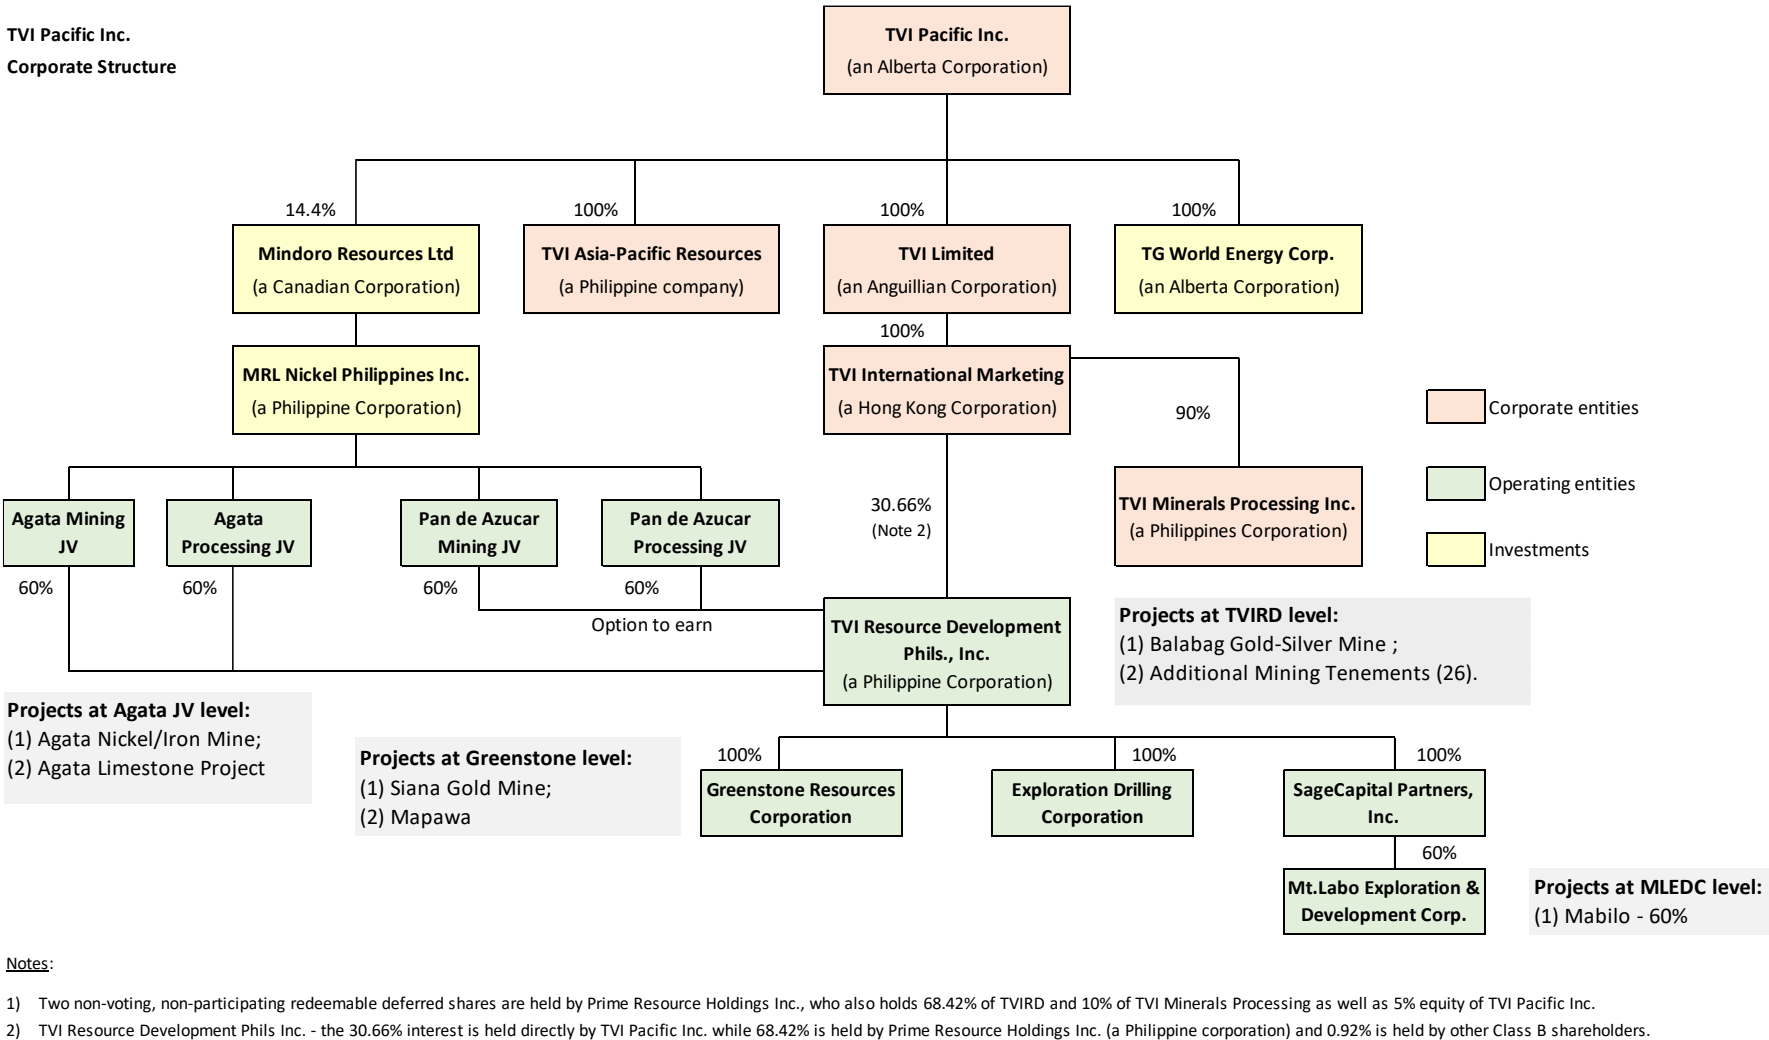 TVI Pacific Inc.
Corporate Structure
TVI Pacific Inc.
(an Alberta Corporation)
14.4%
100%
100%
100%
Mindoro Resources Ltd
(a Canadian Corporation)
TVI Asia-Pacific Resources
(a Philippine company)
TVI Limited
(an Anguillian Corporation)
TG World Energy Corp.
(an Alberta Corporation)
100%
MRL Nickel Philippines Inc.
(a Philippine Corporation)
TVI International Marketing
(a Hong Kong Corporation)
90%
Corporate entities
Operating entities
Investments
Agata Mining
JV
Agata
Processing JV
Pan de Azucar
Mining JV
Pan de Azucar
Processing JV
30.66%
(Note 2)
TVI Minerals Processing Inc.
(a Philippines Corporation)
60%
60%
60%
60%
Option to earn
TVI Resource Development
Phils., Inc.
(a Philippine Corporation)
Projects at TVIRD level:
(1) Balabag Gold-Silver Mine ;
(2) Additional Mining Tenements (26).
Projects at Agata JV level:
(1) Agata Nickel/Iron Mine;
(2) Agata Limestone Project
Projects at Greenstone level:
(1) Siana Gold Mine;
(2) Mapawa
100%
100%
100%
Greenstone Resources
Corporation
Exploration Drilling
Corporation
SageCapital Partners,
Inc.
60%
Mt.Labo Exploration &
Development Corp.
Projects at MLEDC level:
(1) Mabilo - 60%
Notes:
1) Two non-voting, non-participating redeemable deferred shares are held by Prime Resource Holdings Inc., who also holds 68.42% of TVIRD and 10% of TVI Minerals Processing as well as 5% equity of TVI Pacific Inc.
2) TVI Resource Development Phils Inc. - the 30.66% interest is held directly by TVI Pacific Inc. while 68.42% is held by Prime Resource Holdings Inc. (a Philippine corporation) and 0.92% is held by other Class B shareholders.